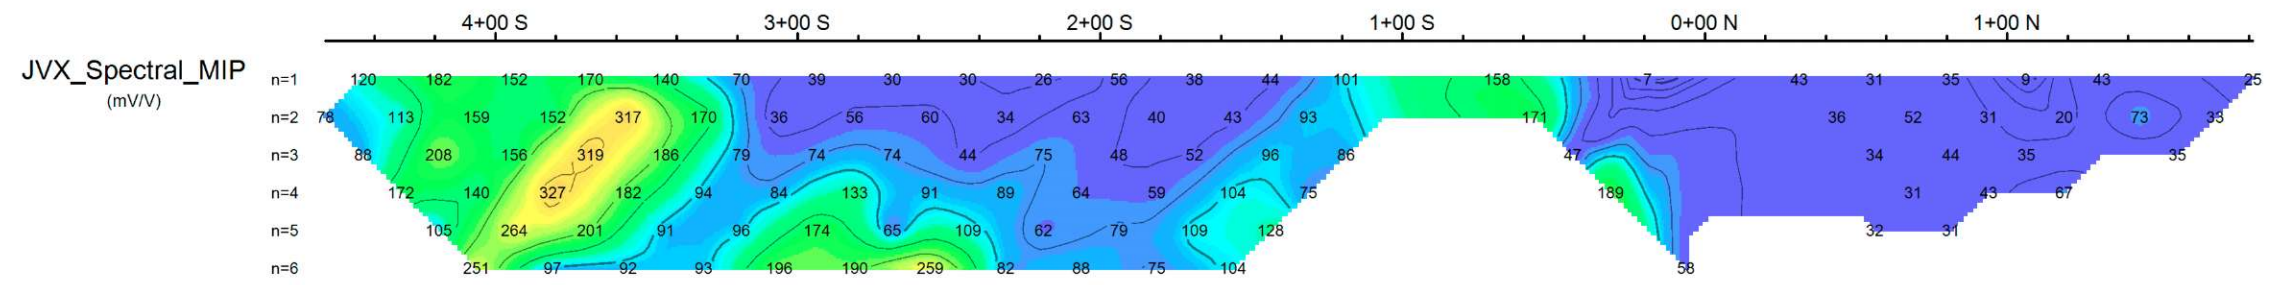 4+00 S 3+00 S 2+00 S 1+00 S 0+00 N 1+00 N
JVX_Spectral_MIP
(mV/V)
n=1 120 182 152 170 140 70 39 30 30 26 56 38 44 101 158 7 43 31 35 9 43 25
n=2 78 113 159 152 317 170 36 56 60 34 63 40 43 93 171 36 52 31 20 73 33
n=3 88 208 156 319 186 79 74 74 44 75 48 52 96 86 47 34 44 35 35
n=4 172 140 327 182 94 84 133 91 89 64 59 104 75 189 31 43 67
n=5 105 264 201 91 96 174 65 109 62 79 109 128 32 31
n=6 251 97 92 93 196 190 259 82 88 75 104 58